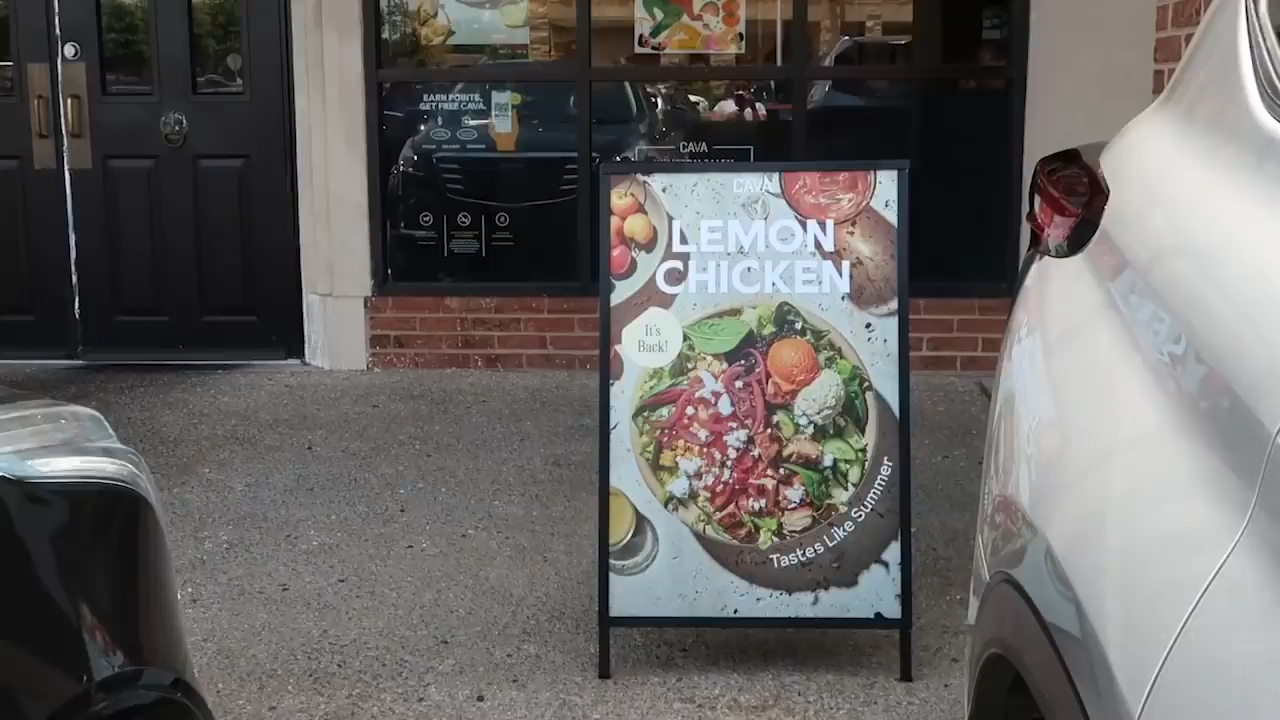 EARN POINTS,
GET FREE CAVA.
CAVA
CAVA
LEMON
CHICKEN
It's
Back!
Tastes Like Summer